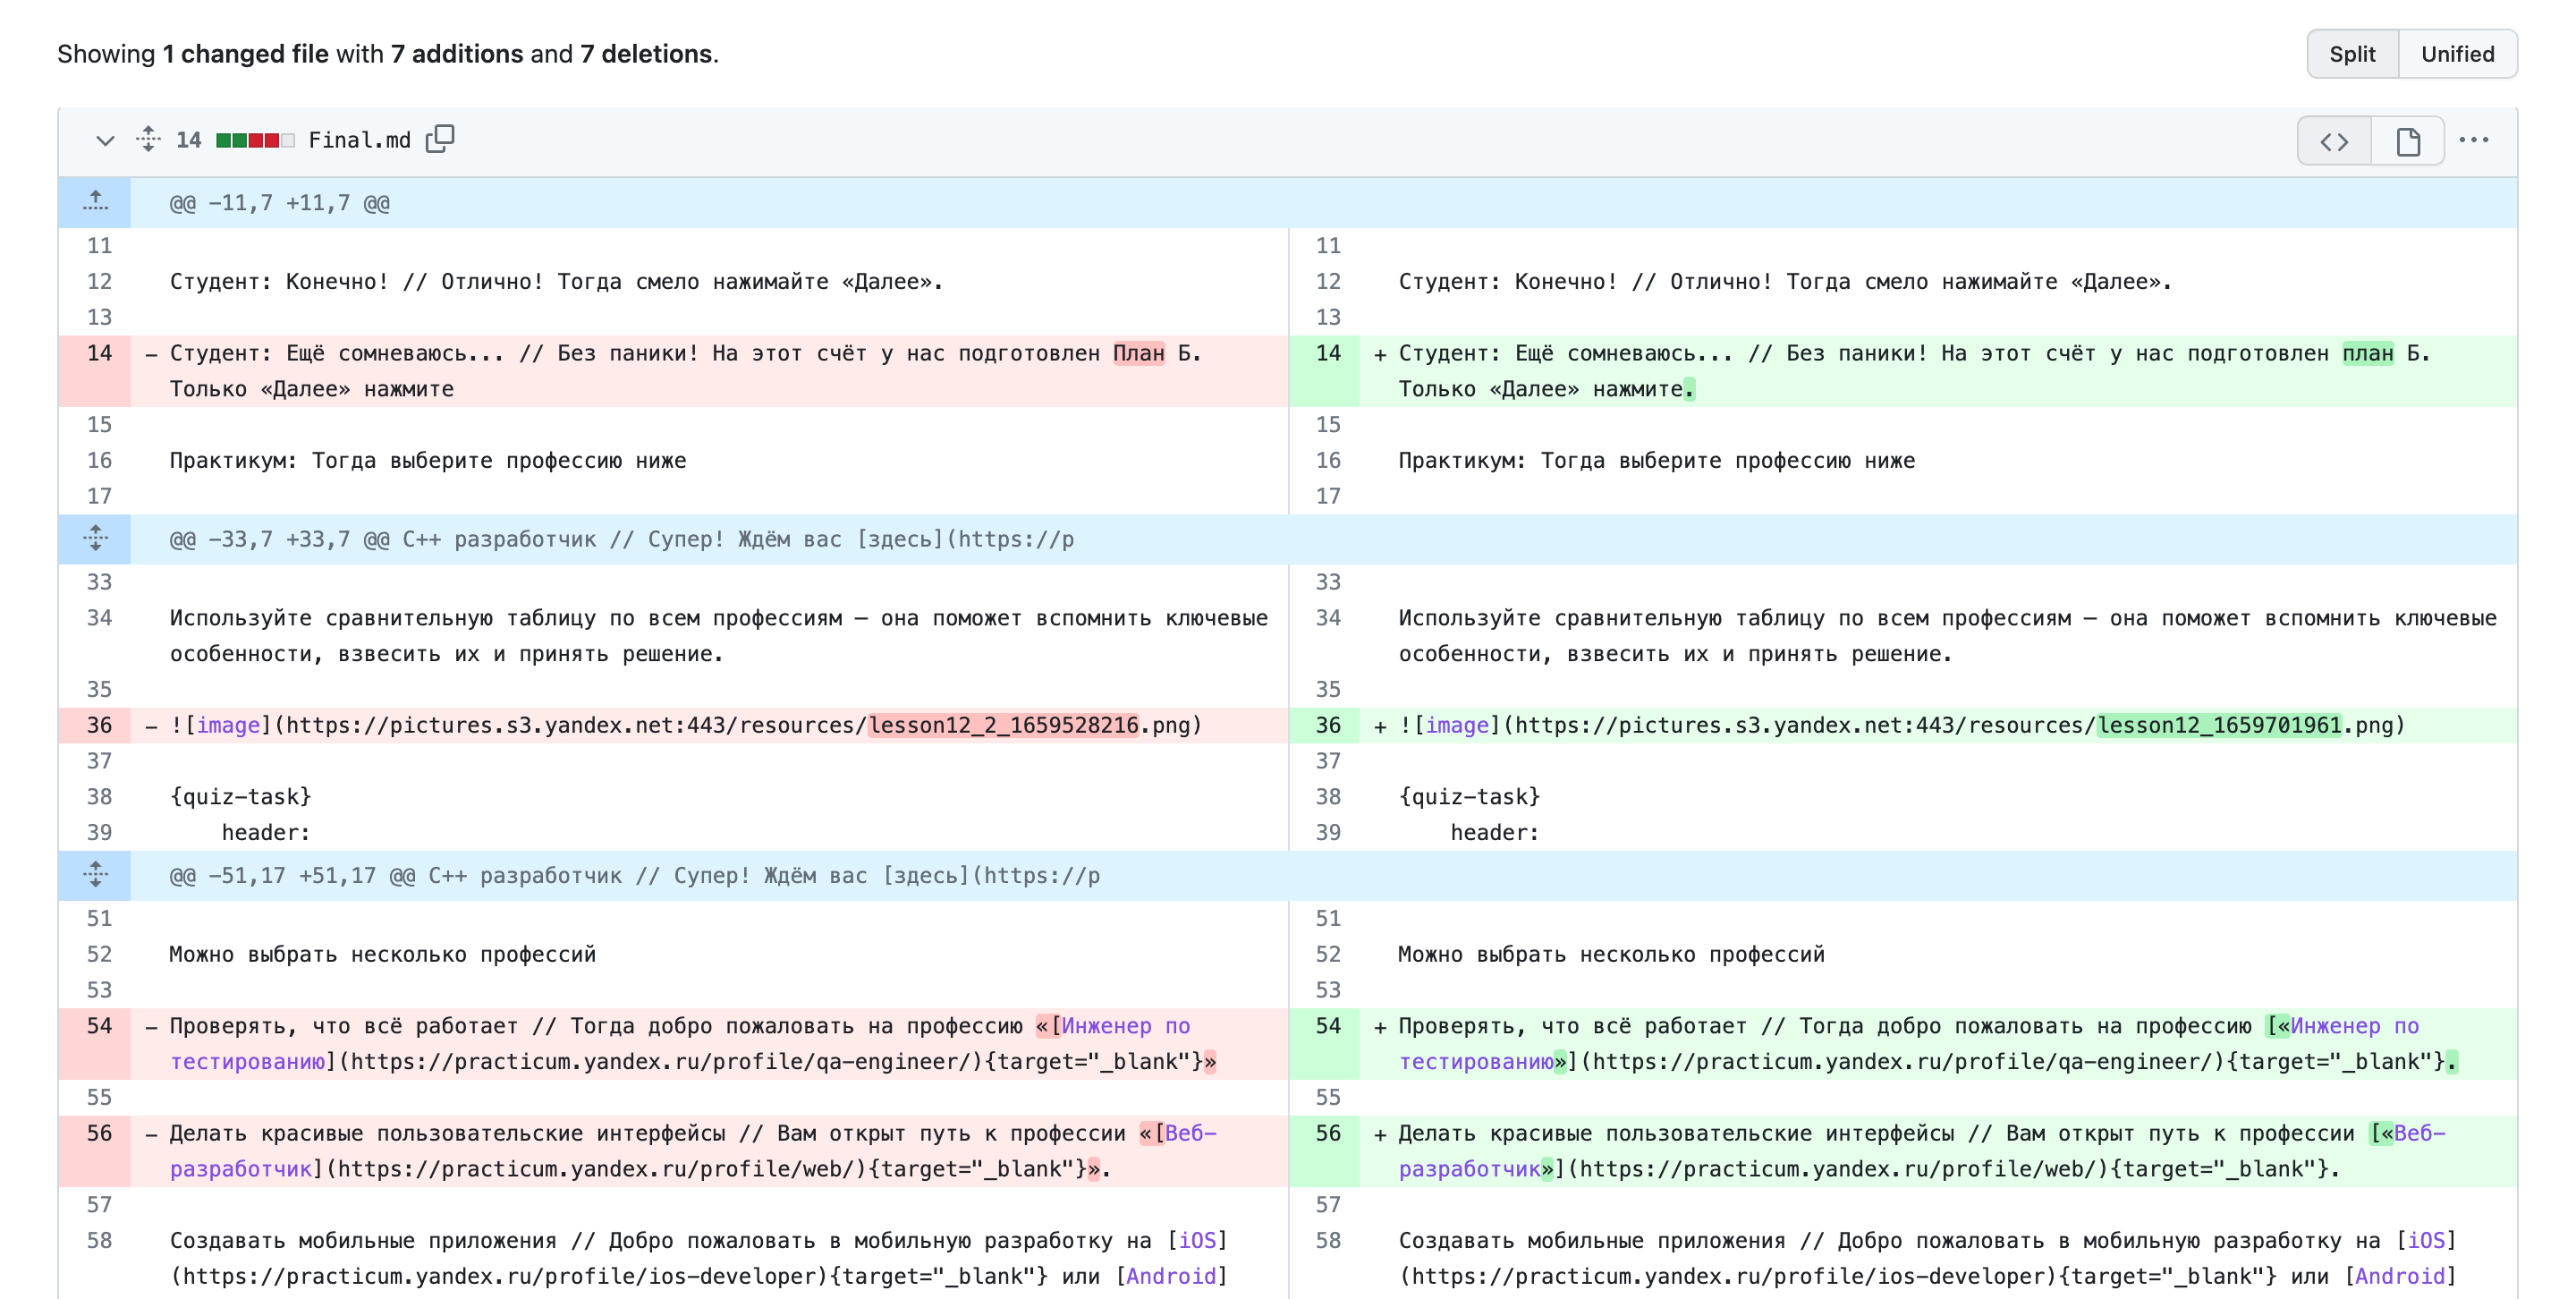 Showing 1 changed file with 7 additions and 7 deletions.
Split Unified
14 Final.md
@@ -11,7 +11,7 @@
11
12 Студент: Конечно! // Отлично! Тогда смело нажимайте «Далее».
13
14 – Студент: Ещё сомневаюсь... // Без паники! На этот счёт у нас подготовлен План Б.
Только «Далее» нажмите
15
16 Практикум: Тогда выберите профессию ниже
17
11
12 Студент: Конечно! // Отлично! Тогда смело нажимайте «Далее».
13
14 + Студент: Ещё сомневаюсь... // Без паники! На этот счёт у нас подготовлен план Б.
Только «Далее» нажмите.
15
16 Практикум: Тогда выберите профессию ниже
17
@@ -33,7 +33,7 @@ C++ разработчик // Супер! Ждём вас [здесь](https://p
33
34 Используйте сравнительную таблицу по всем профессиям — она поможет вспомнить ключевые
особенности, взвесить их и принять решение.
35
36 – ![image](https://pictures.s3.yandex.net:443/resources/lesson12_2_1659528216.png)
37
38 {quiz-task}
39 header:
33
34 Используйте сравнительную таблицу по всем профессиям — она поможет вспомнить ключевые
особенности, взвесить их и принять решение.
35
36 + ![image](https://pictures.s3.yandex.net:443/resources/lesson12_1659701961.png)
37
38 {quiz-task}
39 header:
@@ -51,17 +51,17 @@ C++ разработчик // Супер! Ждём вас [здесь](https://p
51
52 Можно выбрать несколько профессий
53
54 – Проверять, что всё работает // Тогда добро пожаловать на профессию «[Инженер по
тестированию](https://practicum.yandex.ru/profile/qa-engineer/){target="_blank"}»
55
56 – Делать красивые пользовательские интерфейсы // Вам открыт путь к профессии «[Веб-
разработчик](https://practicum.yandex.ru/profile/web/){target="_blank"}».
57
58 Создавать мобильные приложения // Добро пожаловать в мобильную разработку на [iOS]
(https://practicum.yandex.ru/profile/ios-developer){target="_blank"} или [Android]
51
52 Можно выбрать несколько профессий
53
54 + Проверять, что всё работает // Тогда добро пожаловать на профессию [«Инженер по
тестированию»](https://practicum.yandex.ru/profile/qa-engineer/){target="_blank"}.
55
56 + Делать красивые пользовательские интерфейсы // Вам открыт путь к профессии [«Веб-
разработчик»](https://practicum.yandex.ru/profile/web/){target="_blank"}.
57
58 Создавать мобильные приложения // Добро пожаловать в мобильную разработку на [iOS]
(https://practicum.yandex.ru/profile/ios-developer){target="_blank"} или [Android]